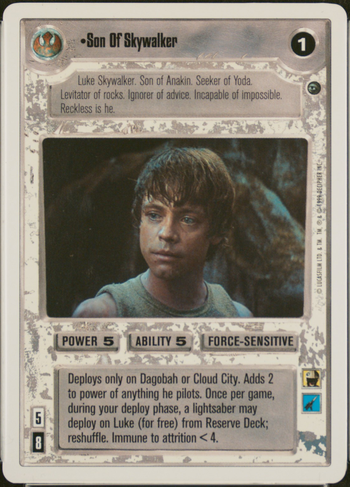 •Son Of Skywalker
1
Luke Skywalker. Son of Anakin. Seeker of Yoda.
Levitator of rocks. Ignorer of advice. Incapable of impossible.
Reckless is he.
POWER 5
ABILITY 5
FORCE-SENSITIVE
Deploys only on Dagobah or Cloud City. Adds 2
to power of anything he pilots. Once per game,
during your deploy phase, a lightsaber may
deploy on Luke (for free) from Reserve Deck;
reshuffle. Immune to attrition < 4.
5
8